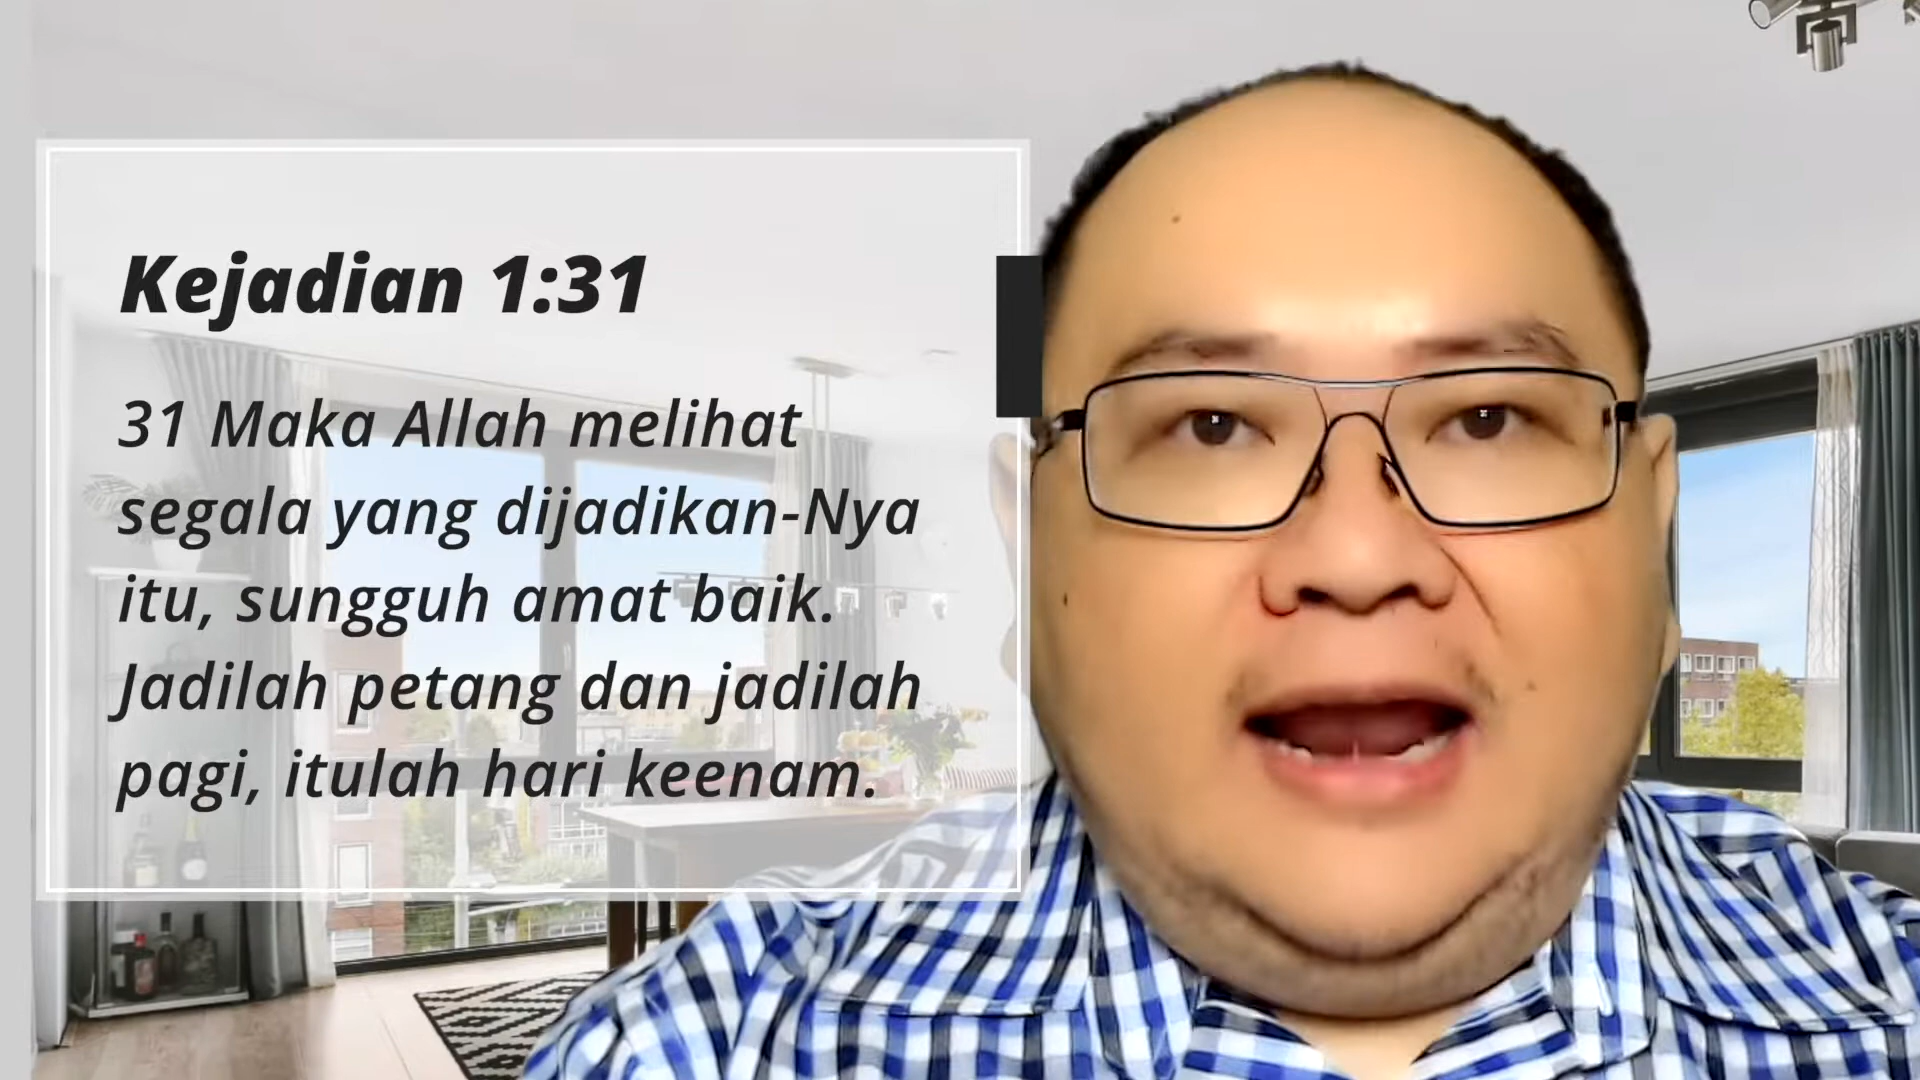 Kejadian 1:31
31 Maka Allah melihat
segala yang dijadikan-Nya
itu, sungguh amat baik.
Jadilah petang dan jadilah
pagi, itulah hari keenam.